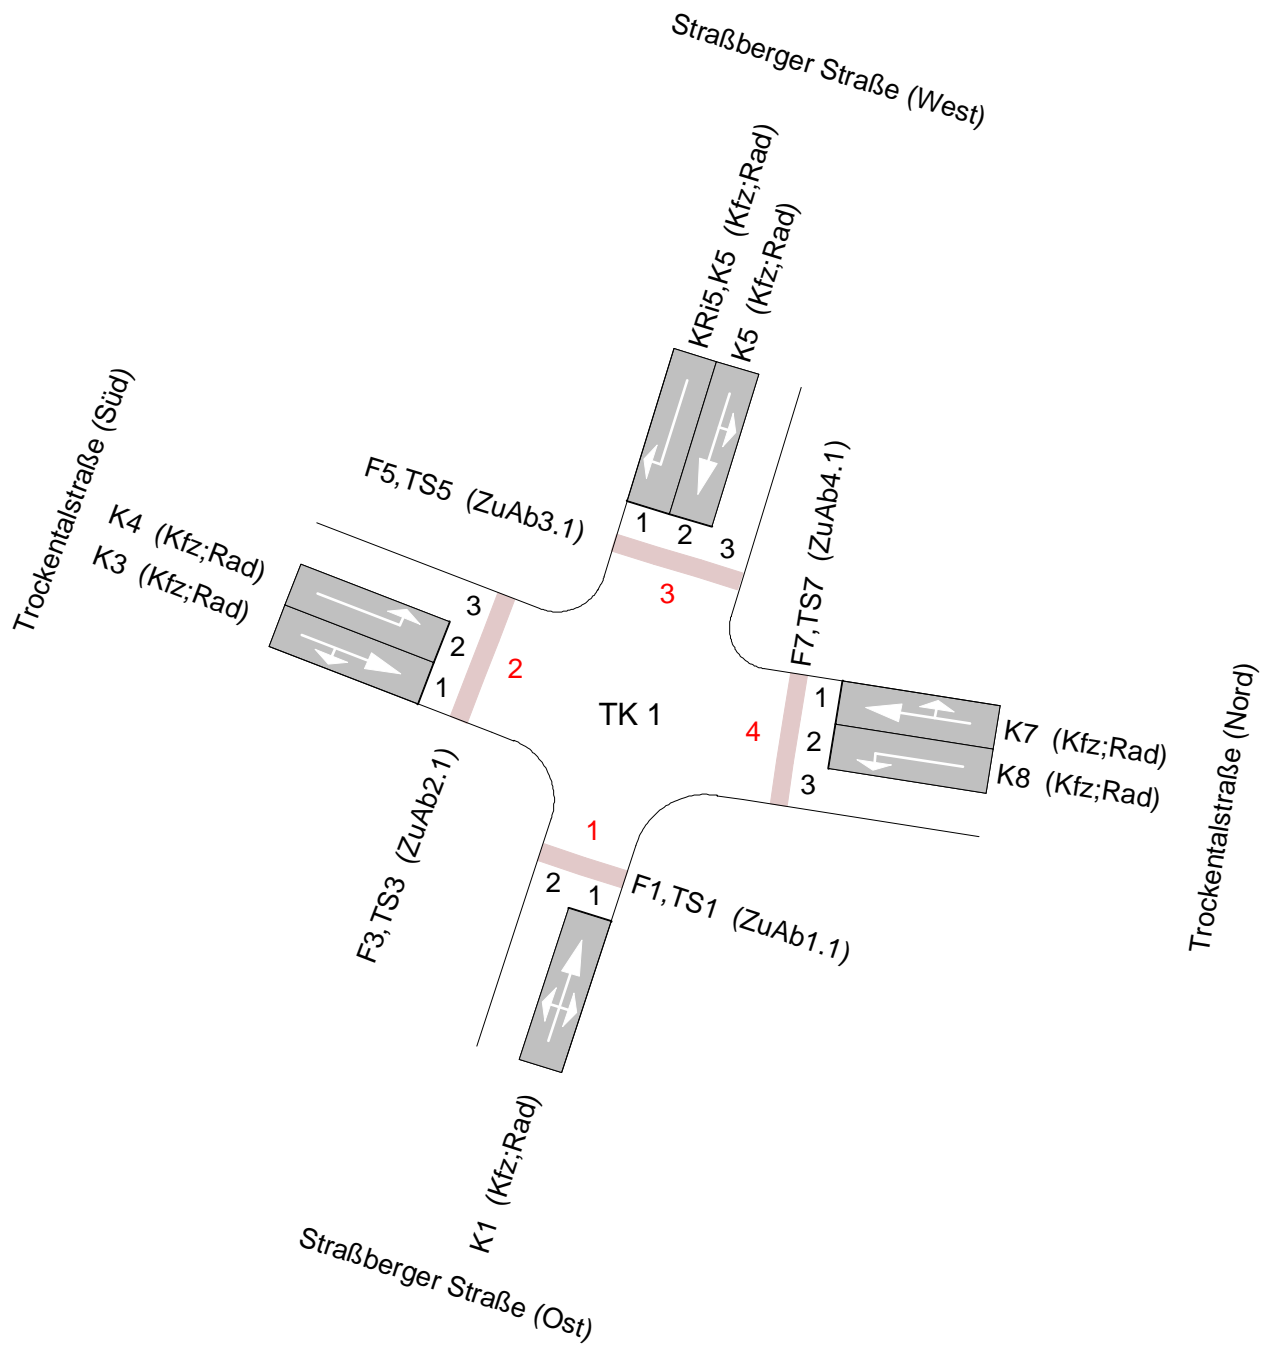 Straßberger Straße (West)
KRi5,K5 (Kfz;Rad)
K5 (Kfz;Rad)
Trockentalstraße (Süd)
F5,TS5 (ZuAb3.1)
F7,TS7 (ZuAb4.1)
K4 (Kfz;Rad)
K3 (Kfz;Rad)
1
2
3
3
3
2
1
2
TK 1
4
1
2
3
K7 (Kfz;Rad)
K8 (Kfz;Rad)
Trockentalstraße (Nord)
F3,TS3 (ZuAb2.1)
1
2
1
F1,TS1 (ZuAb1.1)
K1 (Kfz;Rad)
Straßberger Straße (Ost)